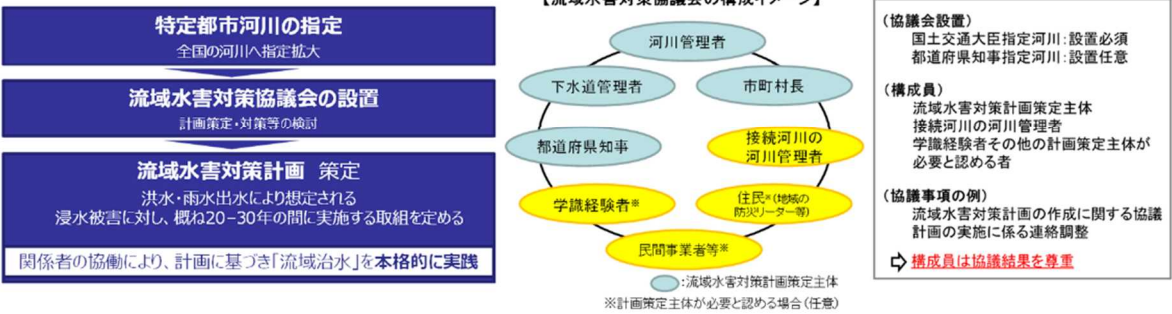 特定都市河川の指定
全国の河川へ指定拡大
流域水害対策協議会の設置
計画策定・対策等の検討
流域水害対策計画 策定
洪水・雨水出水により想定される
浸水被害に対し、概ね20-30年の間に実施する取組を定める
関係者の協働により、計画に基づき「流域治水」を本格的に実践
【流域水害対策協議会の構成イメージ】
河川管理者
下水道管理者
市町村長
都道府県知事
接続河川の
河川管理者
学識経験者※
住民※(地域の
防災リーダー等)
民間事業者等※
:流域水害対策計画策定主体
※計画策定主体が必要と認める場合(任意)
(協議会設置)
国土交通大臣指定河川:設置必須
都道府県知事指定河川:設置任意
(構成員)
流域水害対策計画策定主体
接続河川の河川管理者
学識経験者その他の計画策定主体が
必要と認める者
(協議事項の例)
流域水害対策計画の作成に関する協議
計画の実施に係る連絡調整
構成員は協議結果を尊重